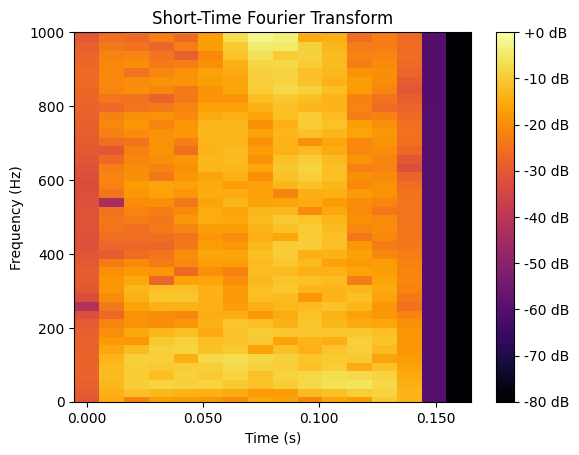 Short-Time Fourier Transform
1000
800
600
400
200
0
Frequency (Hz)
0.000
0.050
0.100
0.150
Time (s)
+0 dB
-10 dB
-20 dB
-30 dB
-40 dB
-50 dB
-60 dB
-70 dB
-80 dB